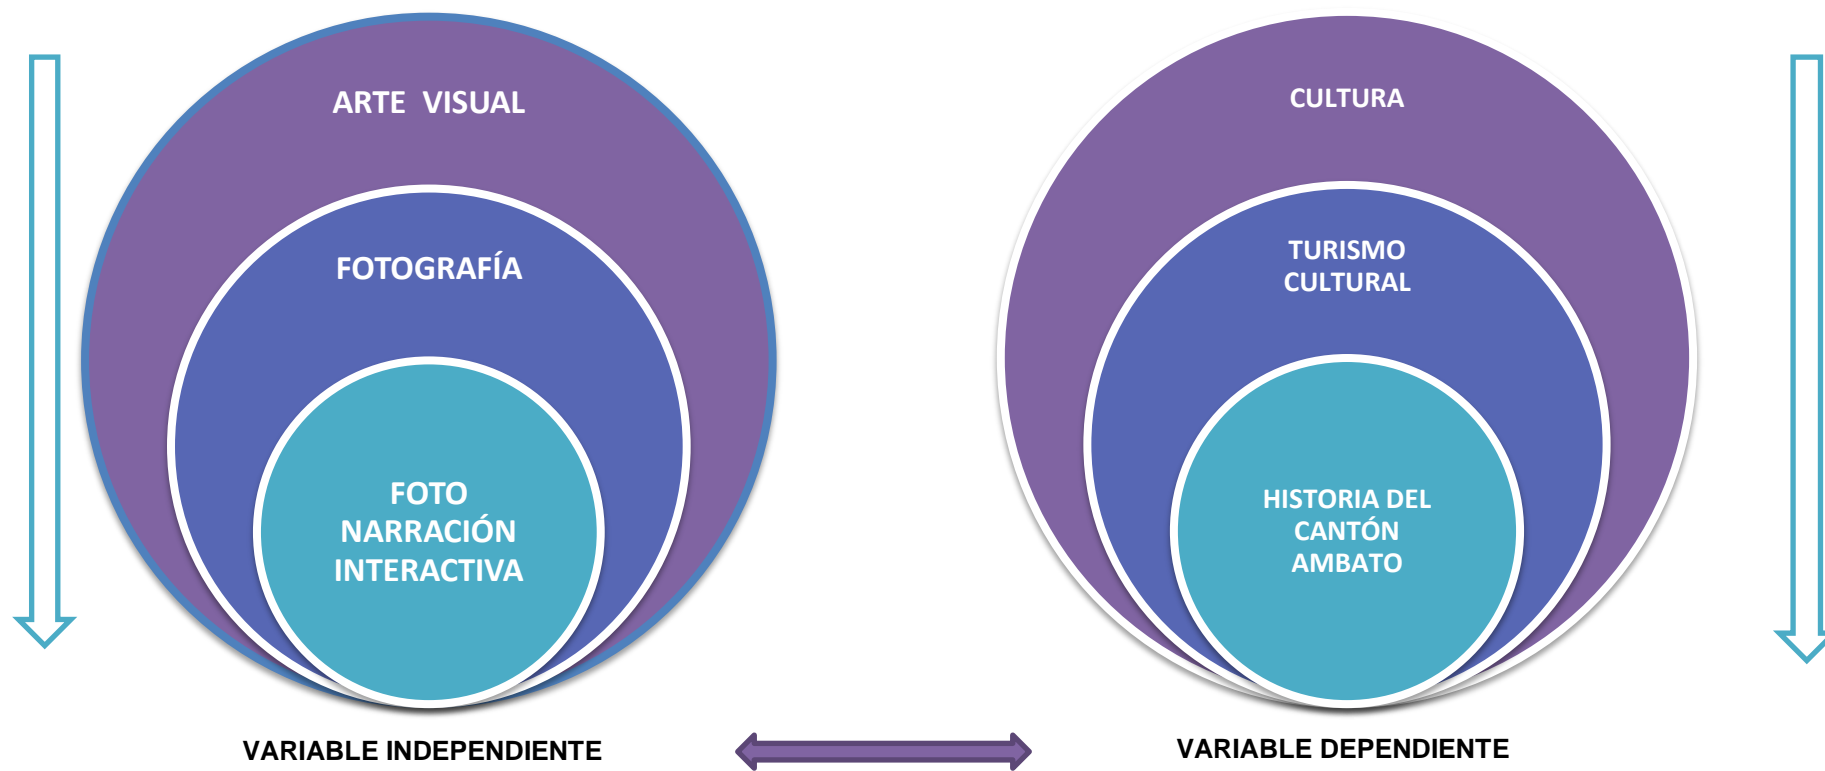 ARTE VISUAL
FOTOGRAFÍA
FOTO
NARRACIÓN
INTERACTIVA
VARIABLE INDEPENDIENTE
CULTURA
TURISMO
CULTURAL
HISTORIA DEL
CANTÓN
AMBATO
VARIABLE DEPENDIENTE